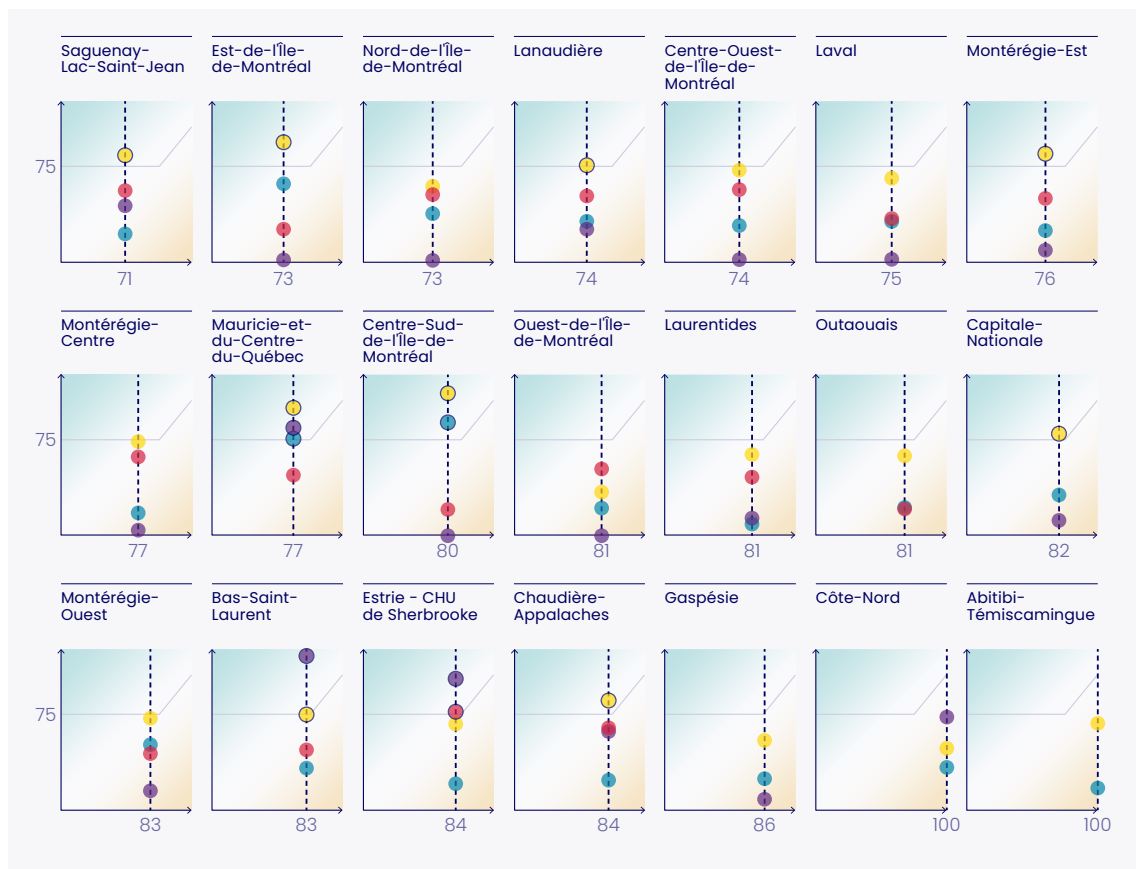 Saguenay-
Lac-Saint-Jean
Est-de-l'Île-
de-Montréal
Nord-de-l'Île-
de-Montréal
Lanaudière
Centre-Ouest-
de-l'Île-de-
Montréal
Laval
Montérégie-Est
75
71
73
73
74
74
75
76
Montérégie-
Centre
Mauricie-et-
du-Centre-
du-Québec
Centre-Sud-
de-l'Île-de-
Montréal
Ouest-de-l'Île-
de-Montréal
Laurentides
Outaouais
Capitale-
Nationale
75
77
77
80
81
81
81
82
Montérégie-
Ouest
Bas-Saint-
Laurent
Estrie - CHU
de Sherbrooke
Chaudière-
Appalaches
Gaspésie
Côte-Nord
Abitibi-
Témiscamingue
75
83
83
84
84
86
100
100